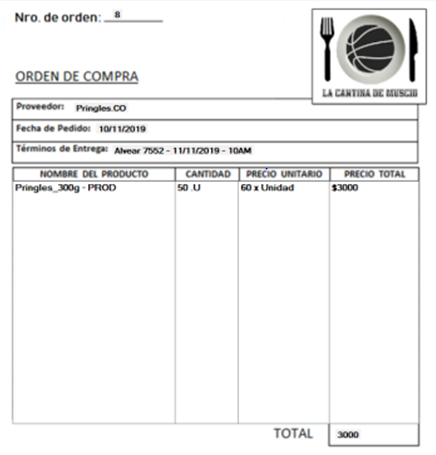 Nro. de orden: 8
LA CANTINA DE MUSCIO
ORDEN DE COMPRA
Proveedor: Pringles.CO
Fecha de Pedido: 10/11/2019
Términos de Entrega: Alvear 7552 - 11/11/2019 - 10AM
NOMBRE DEL PRODUCTO CANTIDAD PRECIO UNITARIO PRECIO TOTAL
Pringles_300g - PROD 50 .U 60 x Unidad $3000
TOTAL 3000